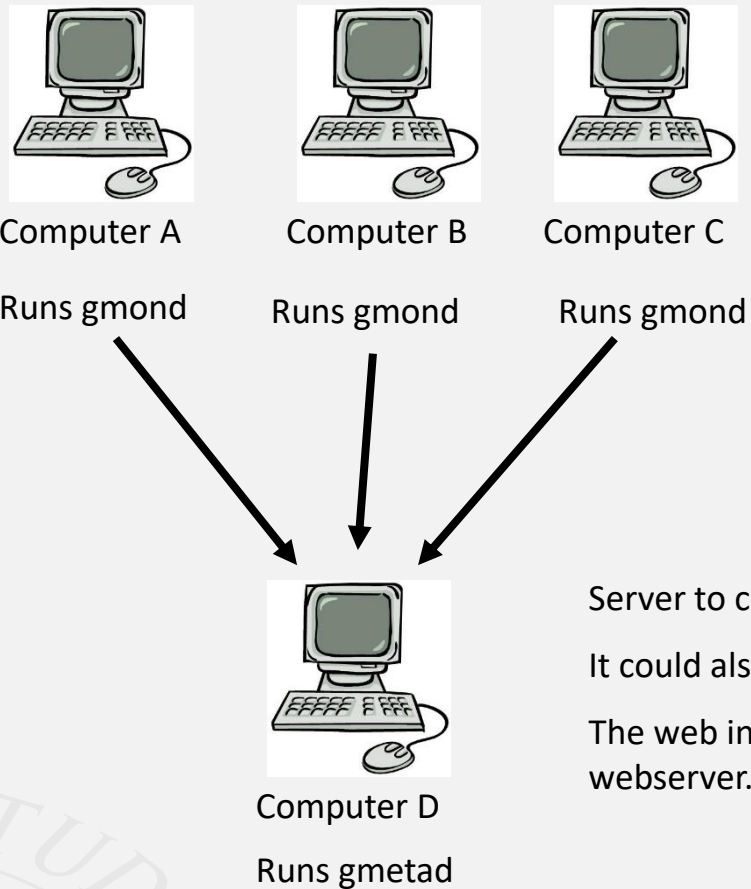 Computer A
Computer B
Computer C
Runs gmond
Runs gmond
Runs gmond
Server to c
It could als
The web in
webserver.
Computer D
Runs gmetad